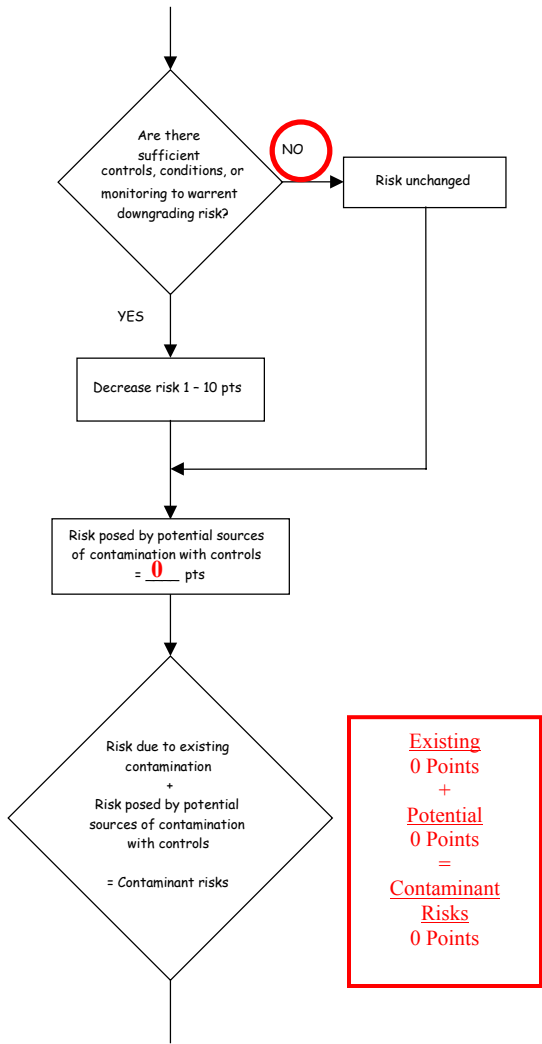 Are there
sufficient
controls, conditions, or
monitoring to warrent
downgrading risk?
NO
Risk unchanged
YES
Decrease risk 1 – 10 pts
Risk posed by potential sources
of contamination with controls
= 0 pts
Risk due to existing
contamination
+
Risk posed by potential
sources of contamination
with controls
= Contaminant risks
Existing
0 Points
+
Potential
0 Points
=
Contaminant
Risks
0 Points